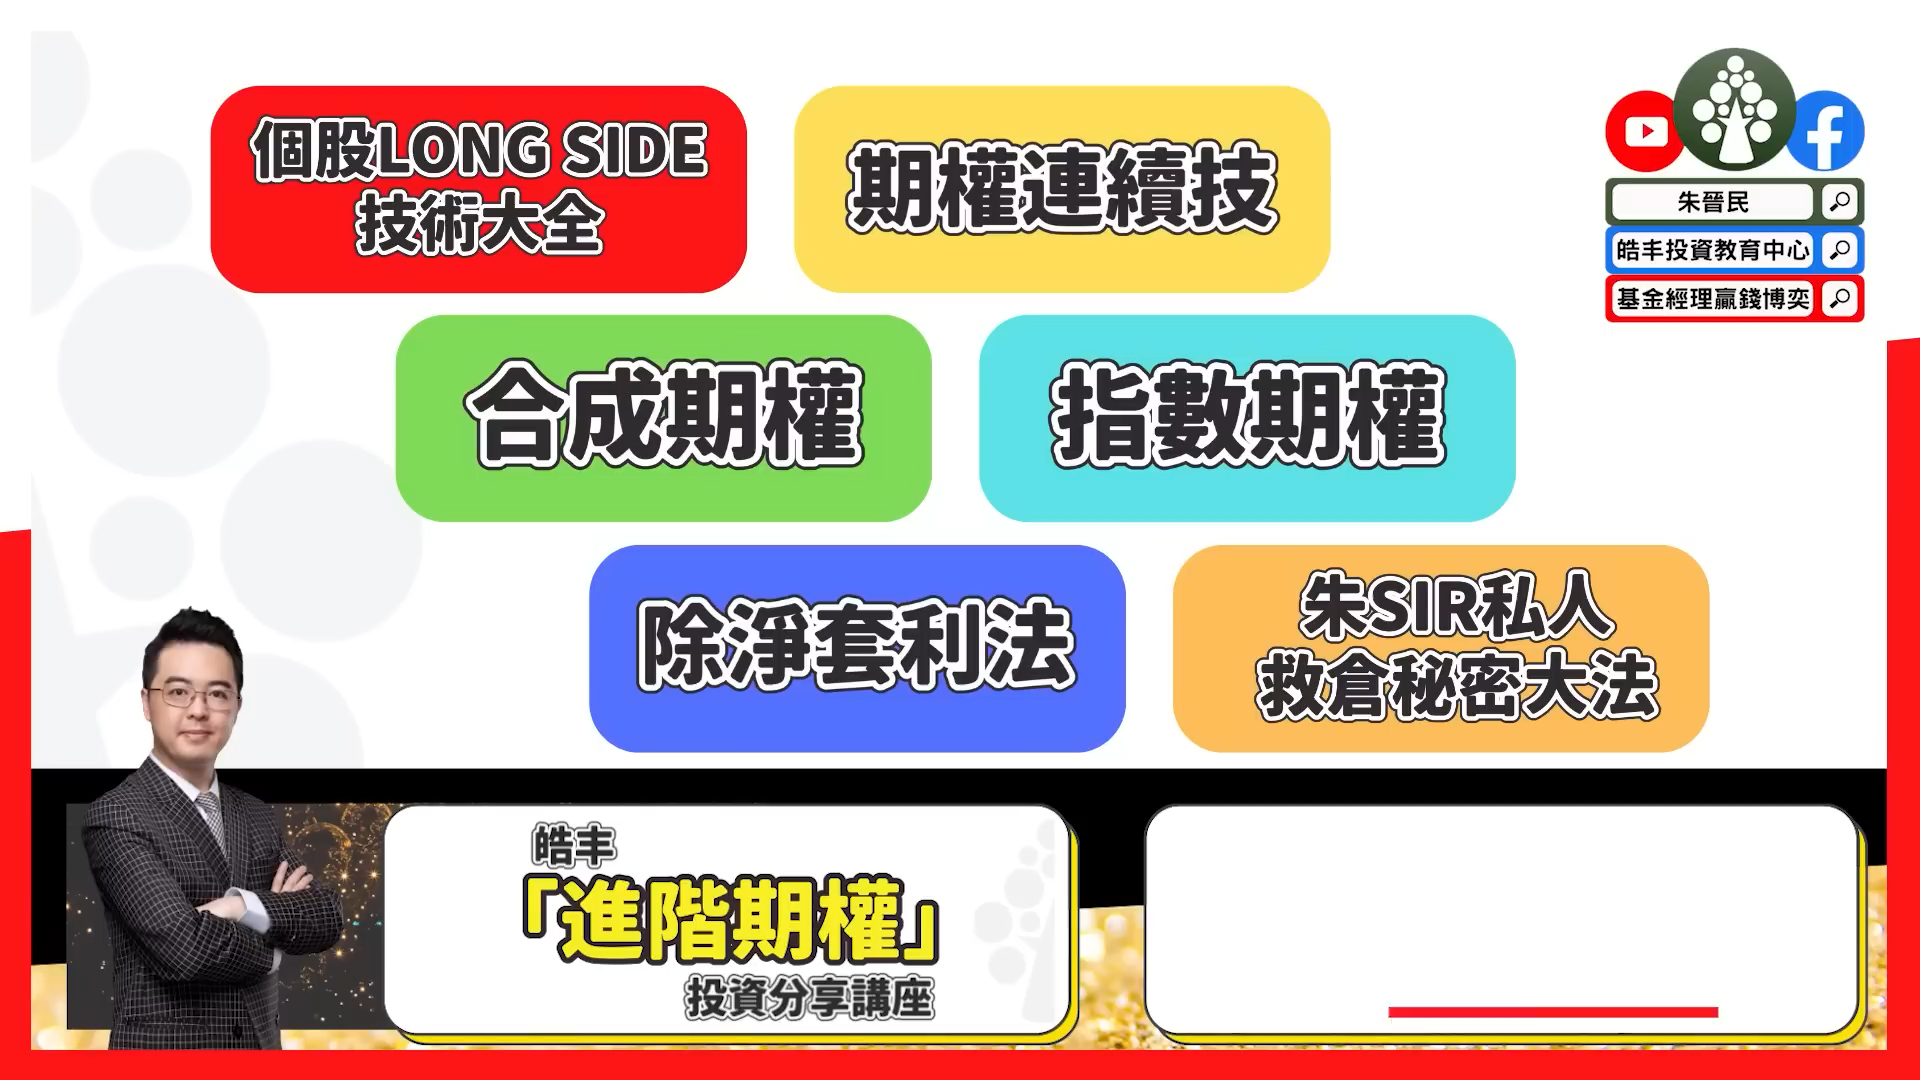 個股LONG SIDE
技術大全
期權連續技
合成期權
指數期權
除淨套利法
朱SIR私人
救倉秘密大法
朱晉民
皓丰投資教育中心
基金經理贏錢博奕
皓丰
「進階期權」
投資分享講座